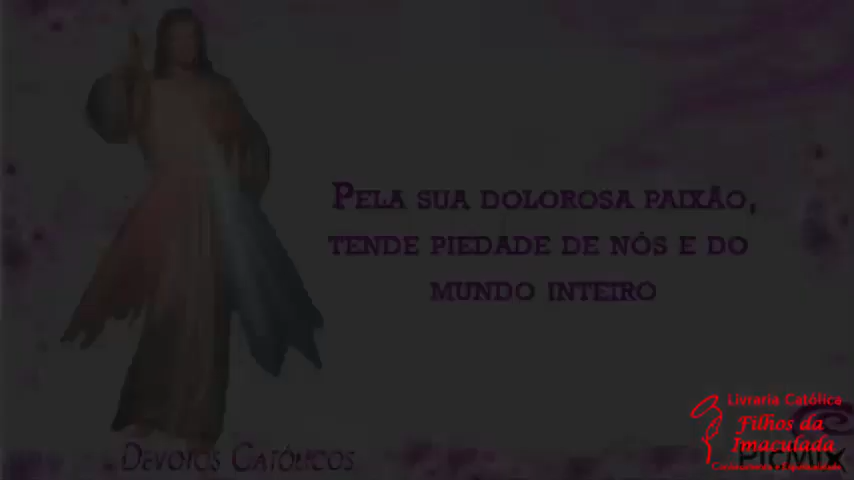 Pela sua dolorosa paixão,
tende piedade de nós e do
mundo inteiro
Livraria Católica
Filhos da
Imaculada
Devotos Católicos
PicMix